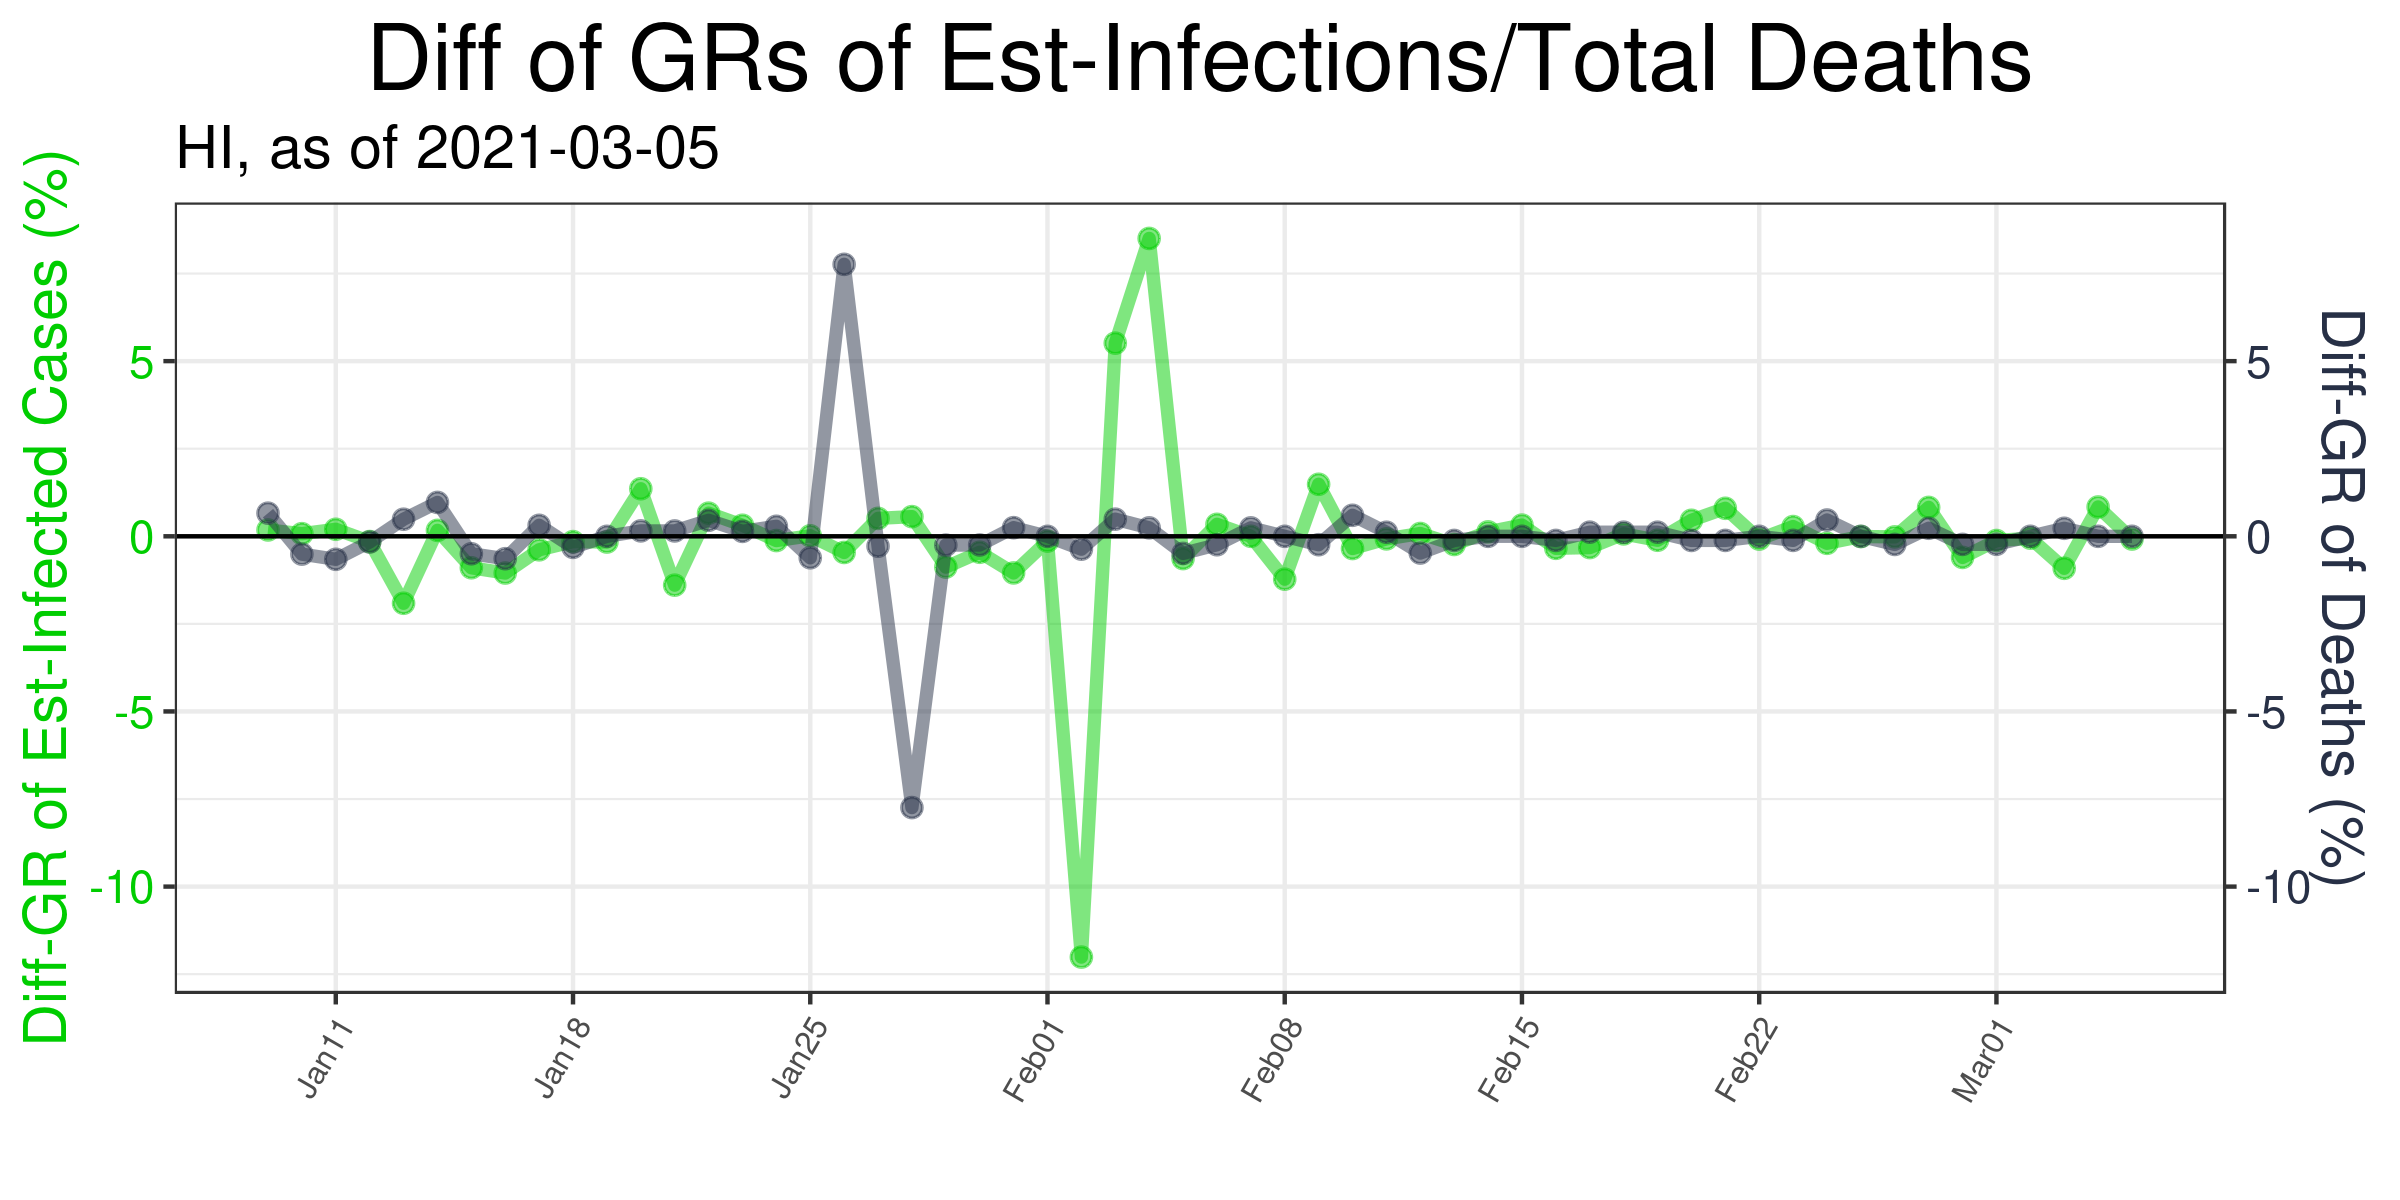 Diff of GRs of Est-Infections/Total Deaths
HI, as of 2021-03-05
Diff-GR of Est-Infected Cases (%)
5
0
-5
-10
5
0
-5
-10
Diff-GR of Deaths (%)
Jan11
Jan18
Jan25
Feb01
Feb08
Feb15
Feb22
Mar01